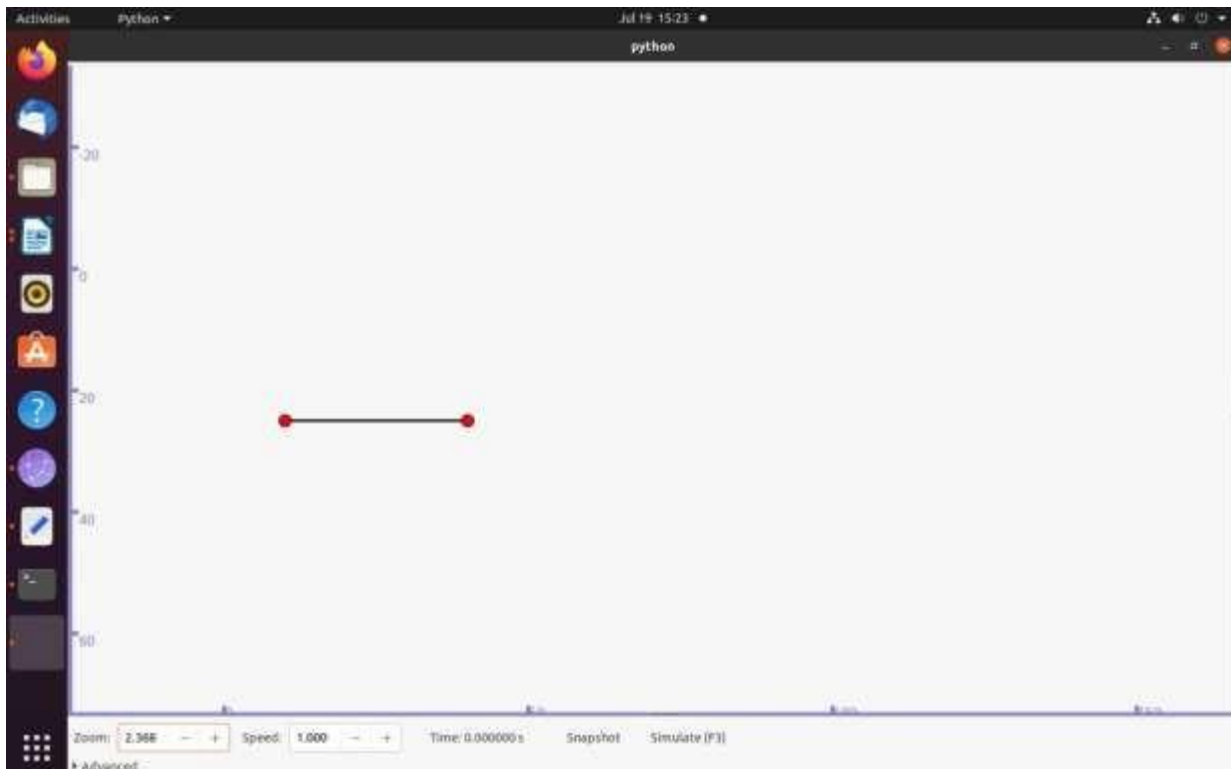 Activities Python Jul 19 15:23
python
-20
0
20
40
60
Zoom: 2.366 − + Speed: 1.000 − + Time: 0.000000 s Snapshot Simulate (F3)
Advanced